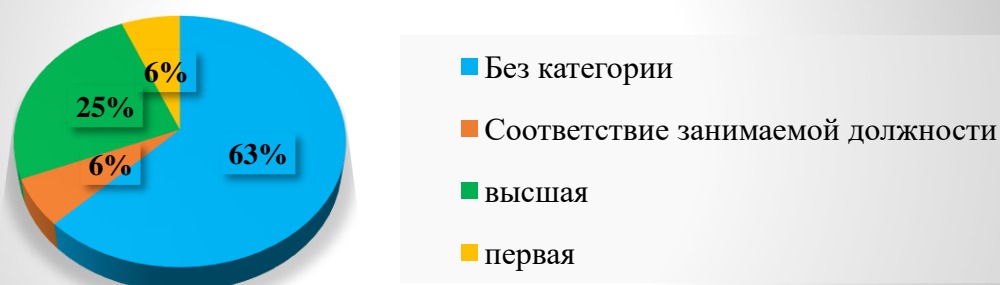 6%
25%
6%
63%
Без категории
Соответствие занимаемой должности
высшая
первая